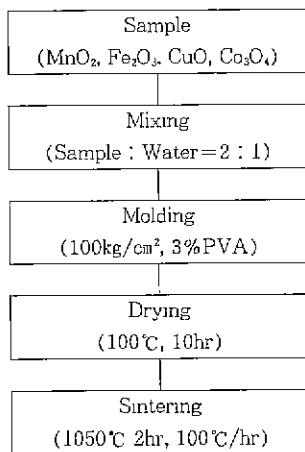 Sample
(MnO₂, Fe₂O₃. CuO, Co₃O₄)
Mixing
(Sample : Water=2 : 1)
Molding
(100kg/cm², 3%PVA)
Drying
(100℃, 10hr)
Sintering
(1050℃ 2hr, 100℃/hr)